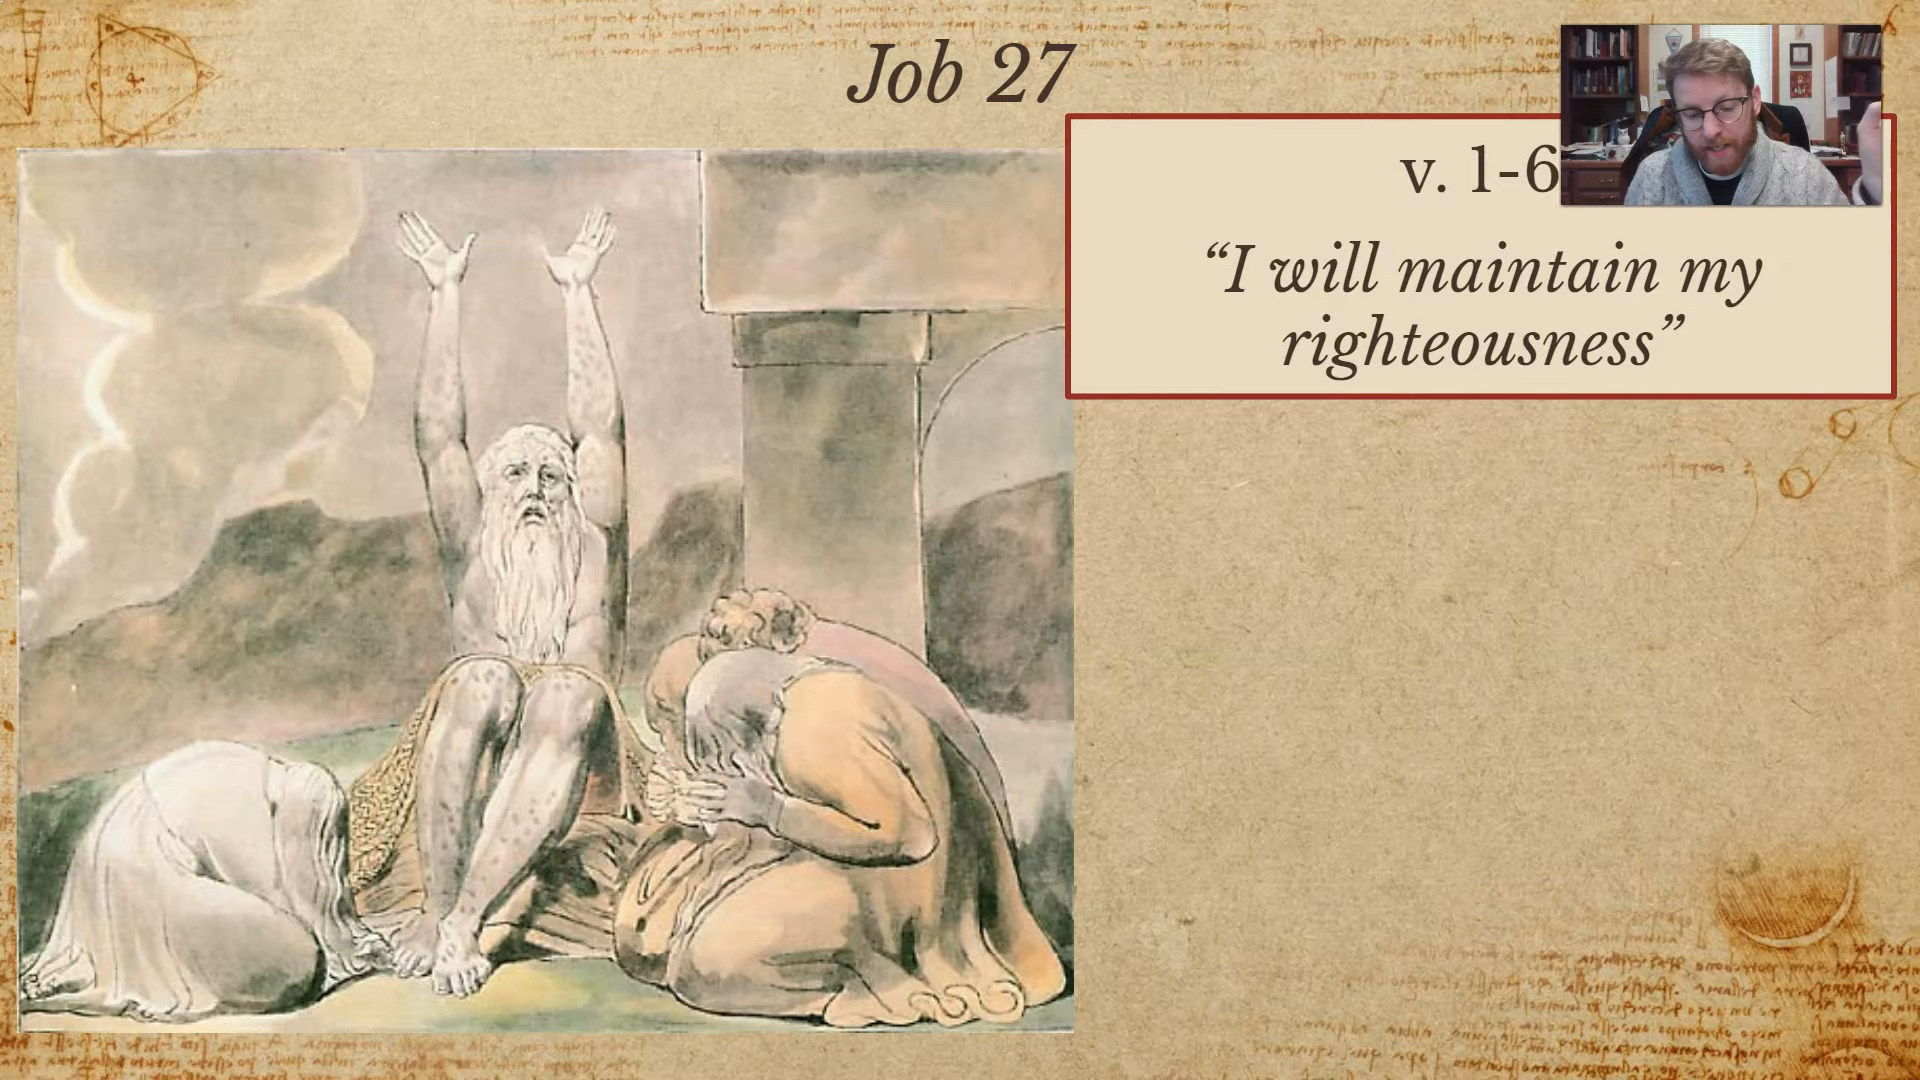 Job 27
v. 1-6
“I will maintain my
righteousness”